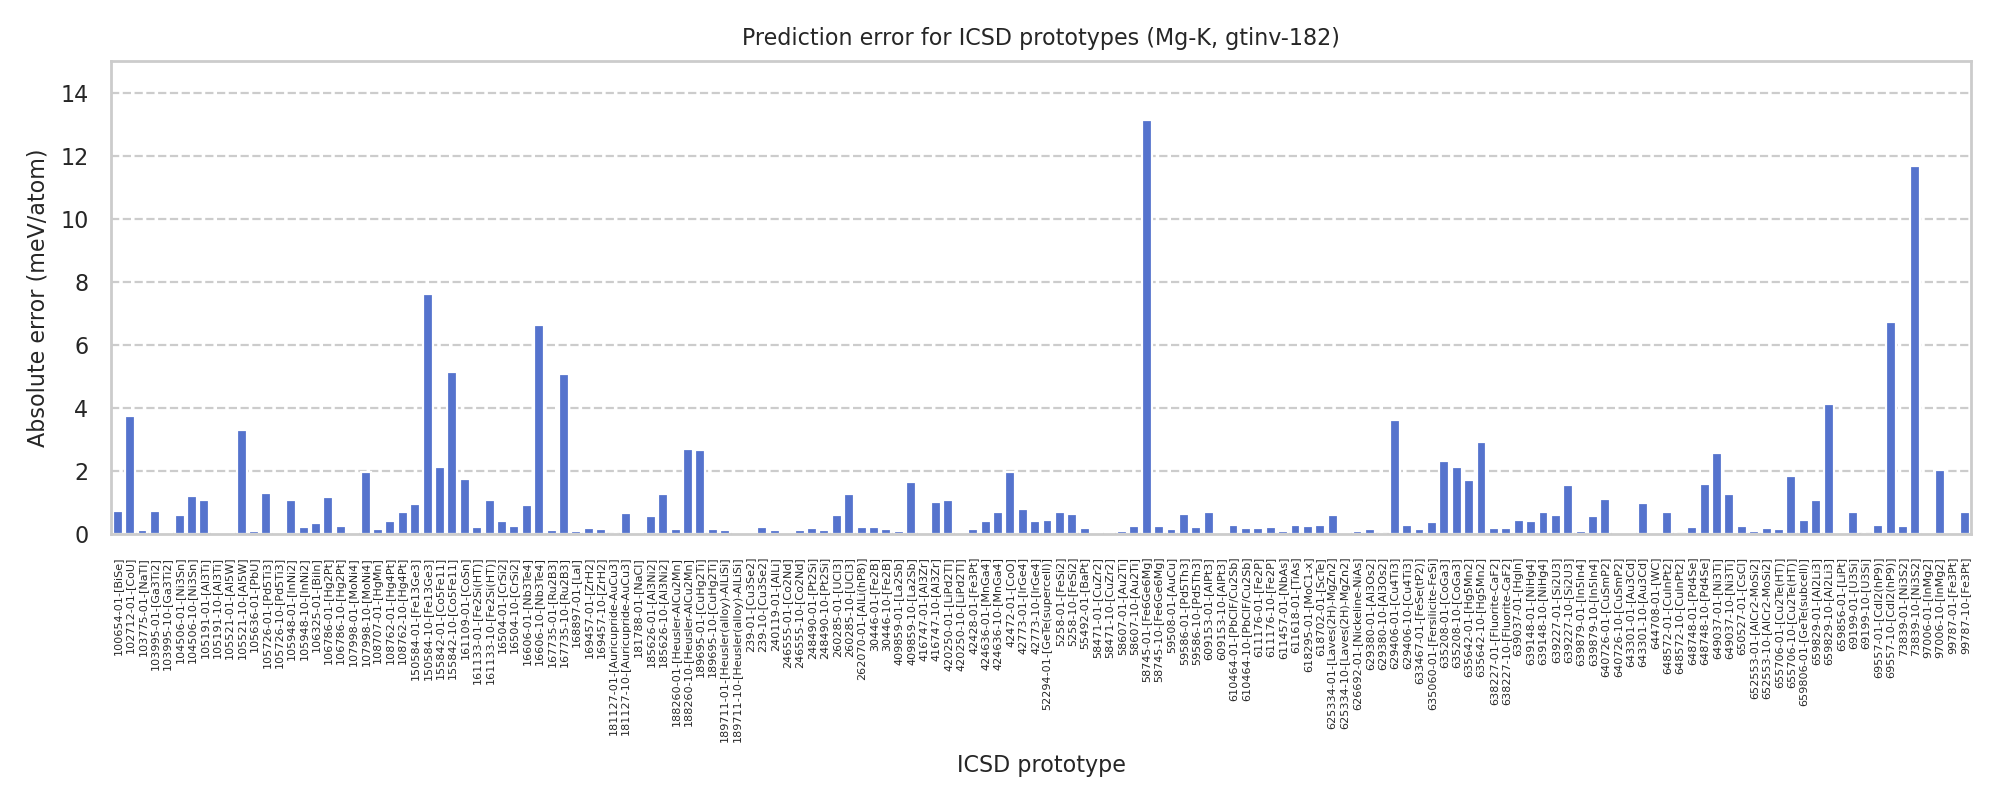 Prediction error for ICSD prototypes (Mg-K, gtinv-182)
Absolute error (meV/atom)
14
12
10
8
6
4
2
0
100654-01-[BiSe]
102712-01-[CoU]
103775-01-[NaTl]
103995-01-[Ga3Ti2]
103995-10-[Ga3Ti2]
104506-01-[Ni3Sn]
104506-10-[Ni3Sn]
105191-01-[Al3Ti]
105191-10-[Al3Ti]
105521-01-[Al5W]
105521-10-[Al5W]
105636-01-[PbU]
105726-01-[Pd5Ti3]
105726-10-[Pd5Ti3]
105948-01-[InNi2]
105948-10-[InNi2]
106325-01-[BiIn]
106786-01-[Hg2Pt]
106786-10-[Hg2Pt]
107998-01-[MoNi4]
107998-10-[MoNi4]
108707-01-[HgMn]
108762-01-[Hg4Pt]
108762-10-[Hg4Pt]
150584-01-[Fe13Ge3]
150584-10-[Fe13Ge3]
155842-01-[Co5Fe11]
155842-10-[Co5Fe11]
161109-01-[CoSn]
161133-01-[Fe2Si(HT)]
161133-10-[Fe2Si(HT)]
16504-01-[CrSi2]
16504-10-[CrSi2]
16606-01-[Nb3Te4]
16606-10-[Nb3Te4]
167735-01-[Ru2B3]
167735-10-[Ru2B3]
168897-01-[LaI]
169457-01-[ZrH2]
169457-10-[ZrH2]
181127-01-[Auricupride-AuCu3]
181127-10-[Auricupride-AuCu3]
181788-01-[NaCl]
185626-01-[Al3Ni2]
185626-10-[Al3Ni2]
188260-01-[Heusler-AlCu2Mn]
188260-10-[Heusler-AlCu2Mn]
189695-01-[CuHg2Ti]
189695-10-[CuHg2Ti]
189711-01-[Heusler(alloy)-AlLiSi]
189711-10-[Heusler(alloy)-AlLiSi]
239-01-[Cu3Se2]
239-10-[Cu3Se2]
240119-01-[AlLi]
246555-01-[Co2Nd]
246555-10-[Co2Nd]
248490-01-[Pt2Si]
248490-10-[Pt2Si]
260285-01-[UCl3]
260285-10-[UCl3]
262070-01-[AlLi(hP8)]
30446-01-[Fe2B]
30446-10-[Fe2B]
409859-01-[La2Sb]
409859-10-[La2Sb]
416747-01-[Al3Zr]
416747-10-[Al3Zr]
420250-01-[LiPd2Tl]
420250-10-[LiPd2Tl]
42428-01-[Fe3Pt]
424636-01-[MnGa4]
424636-10-[MnGa4]
42472-01-[CoO]
42773-01-[IrGe4]
42773-10-[IrGe4]
52294-01-[GeTe(supercell)]
5258-01-[FeSi2]
5258-10-[FeSi2]
55492-01-[BaPt]
58471-01-[CuZr2]
58471-10-[CuZr2]
58607-01-[Au2Ti]
58607-10-[Au2Ti]
58745-01-[Fe6Ge6Mg]
58745-10-[Fe6Ge6Mg]
59508-01-[AuCu]
59586-01-[Pd5Th3]
59586-10-[Pd5Th3]
609153-01-[AlPt3]
609153-10-[AlPt3]
610464-01-[PbClF/Cu2Sb]
610464-10-[PbClF/Cu2Sb]
611176-01-[Fe2P]
611176-10-[Fe2P]
611457-01-[NbAs]
611618-01-[TiAs]
618295-01-[MoC1-x]
618702-01-[ScTe]
625334-01-[Laves(2H)-MgZn2]
625334-10-[Laves(2H)-MgZn2]
626692-01-[Nickeline-NiAs]
629380-01-[Al3Os2]
629380-10-[Al3Os2]
629406-01-[Cu4Ti3]
629406-10-[Cu4Ti3]
633467-01-[FeSe(tP2)]
635060-01-[Fersilicite-FeSi]
635208-01-[CoGa3]
635208-10-[CoGa3]
635642-01-[Hg5Mn2]
635642-10-[Hg5Mn2]
638227-01-[Fluorite-CaF2]
638227-10-[Fluorite-CaF2]
639037-01-[HgIn]
639148-01-[NiHg4]
639148-10-[NiHg4]
639227-01-[Si2U3]
639227-10-[Si2U3]
639879-01-[In5In4]
639879-10-[In5In4]
640726-01-[CuSmP2]
640726-10-[CuSmP2]
643301-01-[Au3Cd]
643301-10-[Au3Cd]
644708-01-[WC]
648572-01-[CuInPt2]
648572-10-[CuInPt2]
648748-01-[Pd4Se]
648748-10-[Pd4Se]
649037-01-[Ni3Ti]
649037-10-[Ni3Ti]
650527-01-[CsCl]
652553-01-[AlCr2-MoSi2]
652553-10-[AlCr2-MoSi2]
655706-01-[Cu2Te(HT)]
655706-10-[Cu2Te(HT)]
659806-01-[GeTe(subcell)]
659829-01-[Al2Li3]
659829-10-[Al2Li3]
659856-01-[LiPt]
69199-01-[U3Si]
69199-10-[U3Si]
69557-01-[CdI2(hP9)]
69557-10-[CdI2(hP9)]
73839-01-[Ni3S2]
73839-10-[Ni3S2]
97006-01-[InMg2]
97006-10-[InMg2]
99787-01-[Fe3Pt]
99787-10-[Fe3Pt]
ICSD prototype